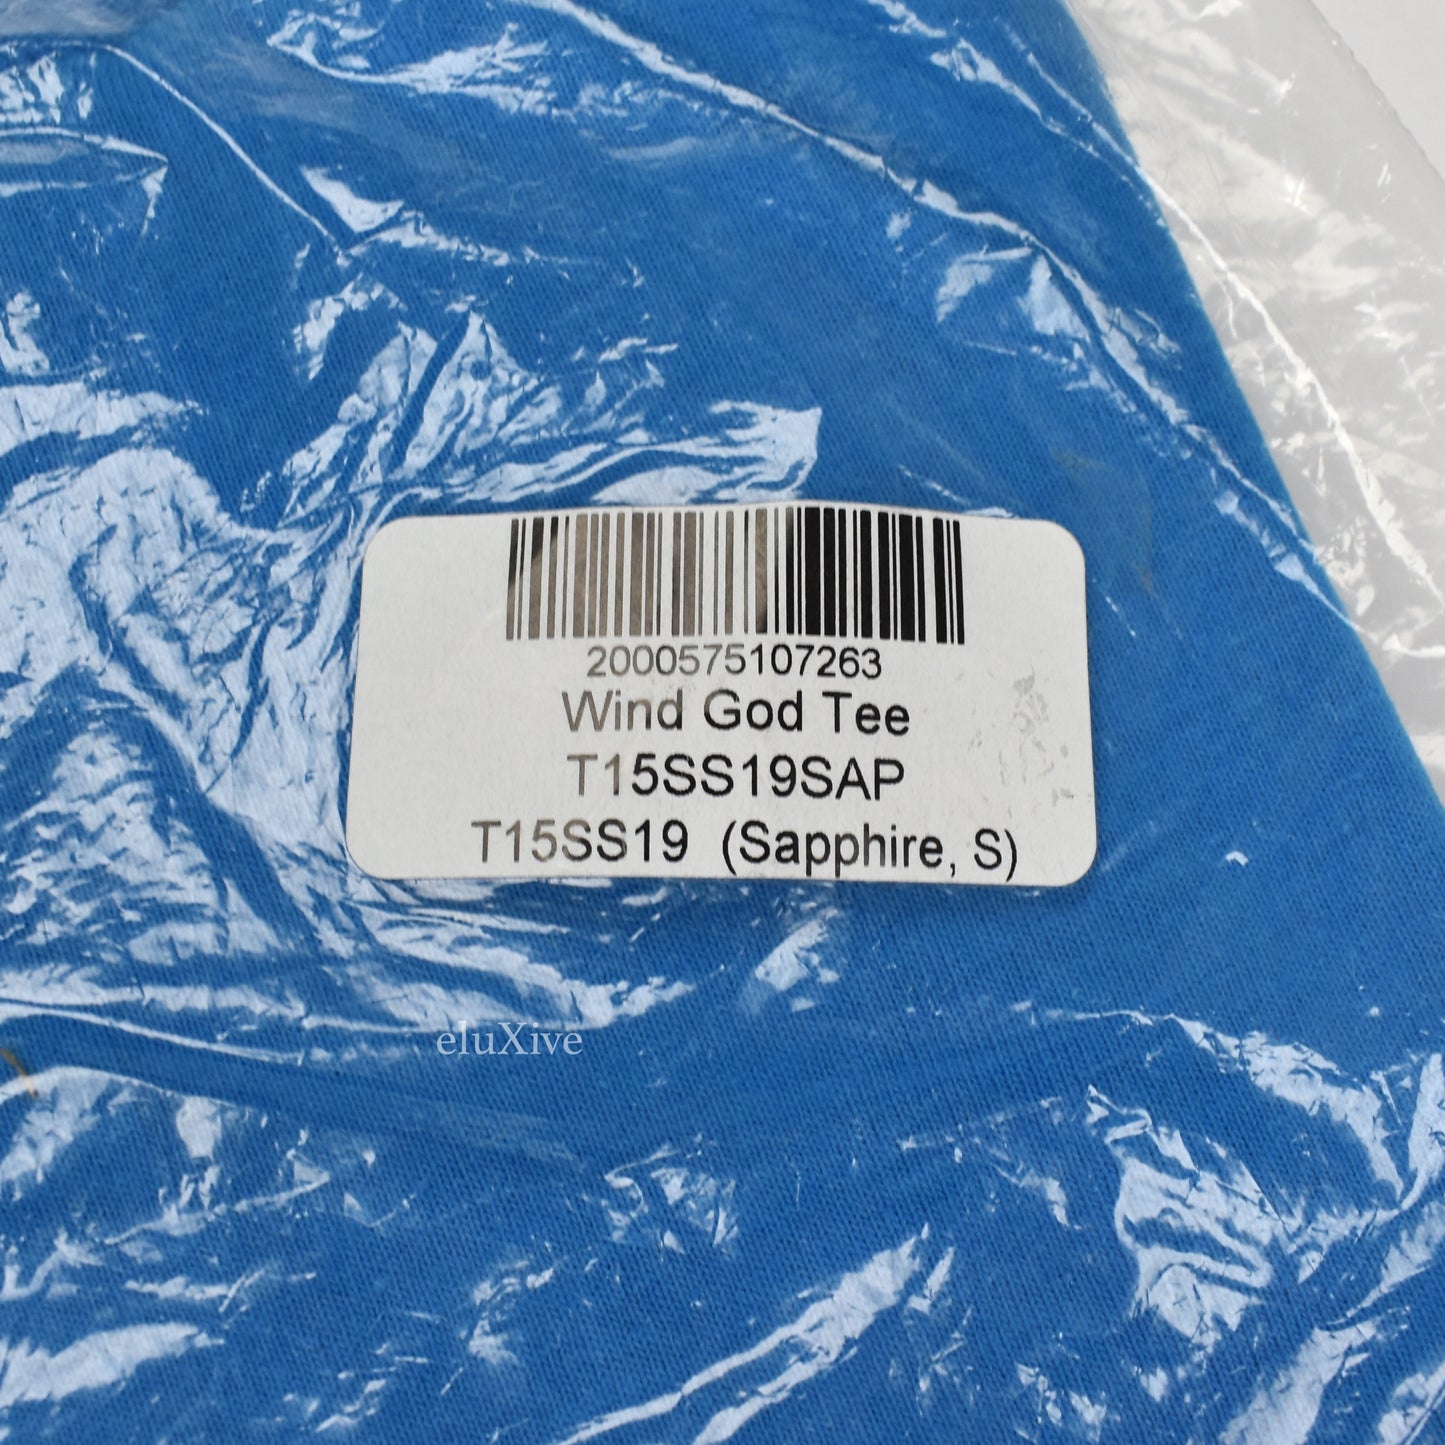 2000575107263
Wind God Tee
T15SS19SAP
T15SS19 (Sapphire, S)
eluXive